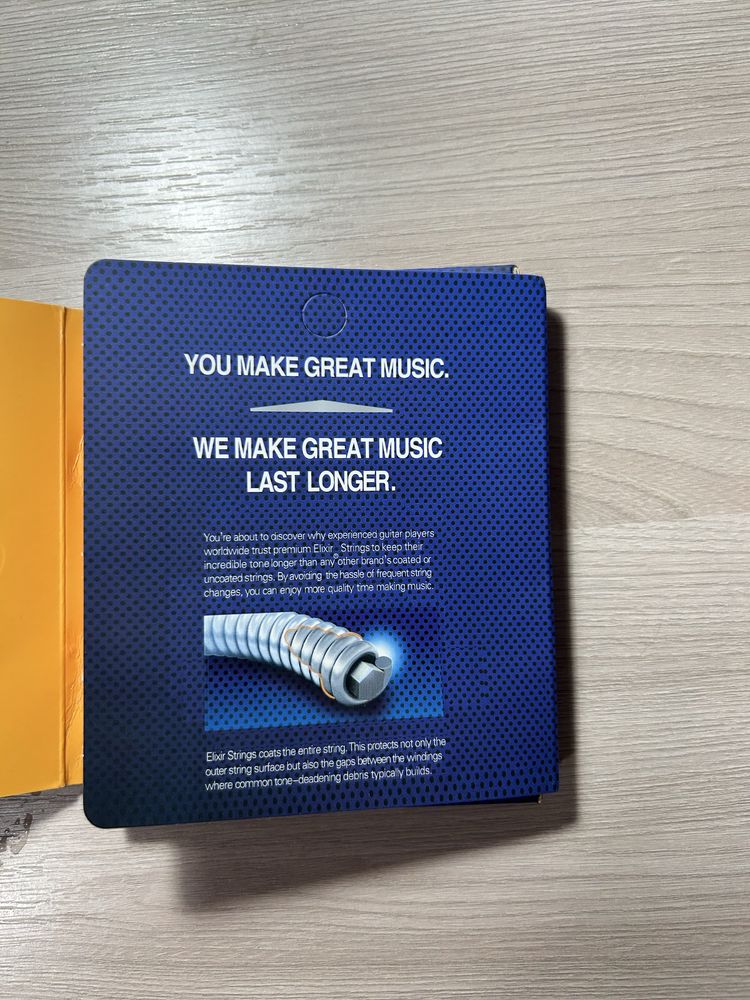 YOU MAKE GREAT MUSIC.
WE MAKE GREAT MUSIC
LAST LONGER.
You're about to discover why experienced guitar players
worldwide trust premium Elixir® Strings to keep their
incredible tone longer than any other brand's coated or
uncoated strings. By avoiding the hassle of frequent string
changes, you can enjoy more quality time making music.
Elixir Strings coats the entire string. This protects not only the
outer string surface but also the gaps between the windings
where common tone–deadening debris typically builds.